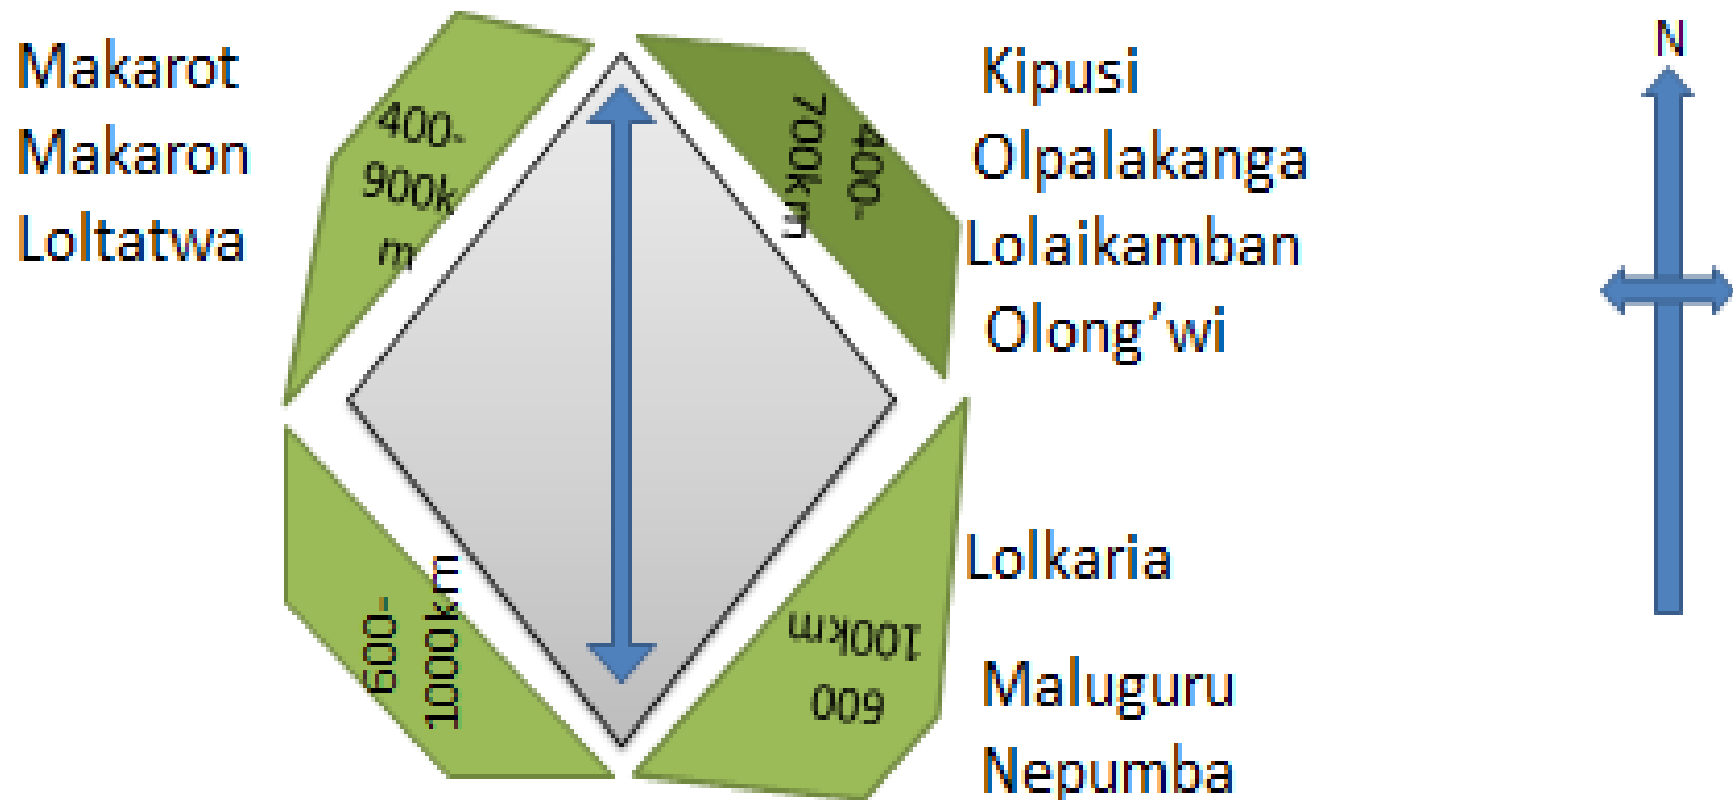 Makarot
Makaron
Loltatwa
400-
900k
m
400-
700km
Kipusi
Olpalakanga
Lolaikamban
Olong’wi
N
600-
1000km
600
100km
Lolkaria
Maluguru
Nepumba